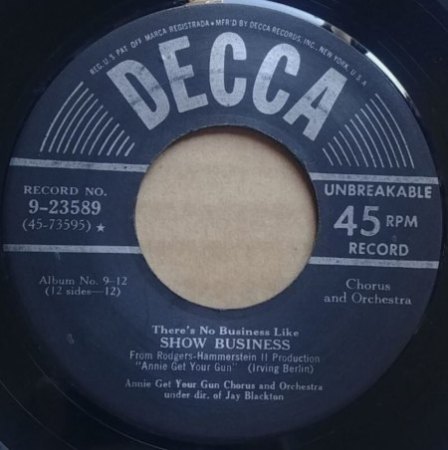 REG. U.S. PAT. OFF. MARCA REGISTRADA • MFR'D BY DECCA RECORDS, INC., NEW YORK, U.S.A.
DECCA
RECORD NO.
9-23589
(45-73595) ★
UNBREAKABLE
45 RPM
RECORD
Album No. 9-12
(12 sides—12)
Chorus
and Orchestra
There's No Business Like
SHOW BUSINESS
From Rodgers-Hammerstein II Production
"Annie Get Your Gun" (Irving Berlin)
Annie Get Your Gun Chorus and Orchestra
under dir. of Jay Blackton